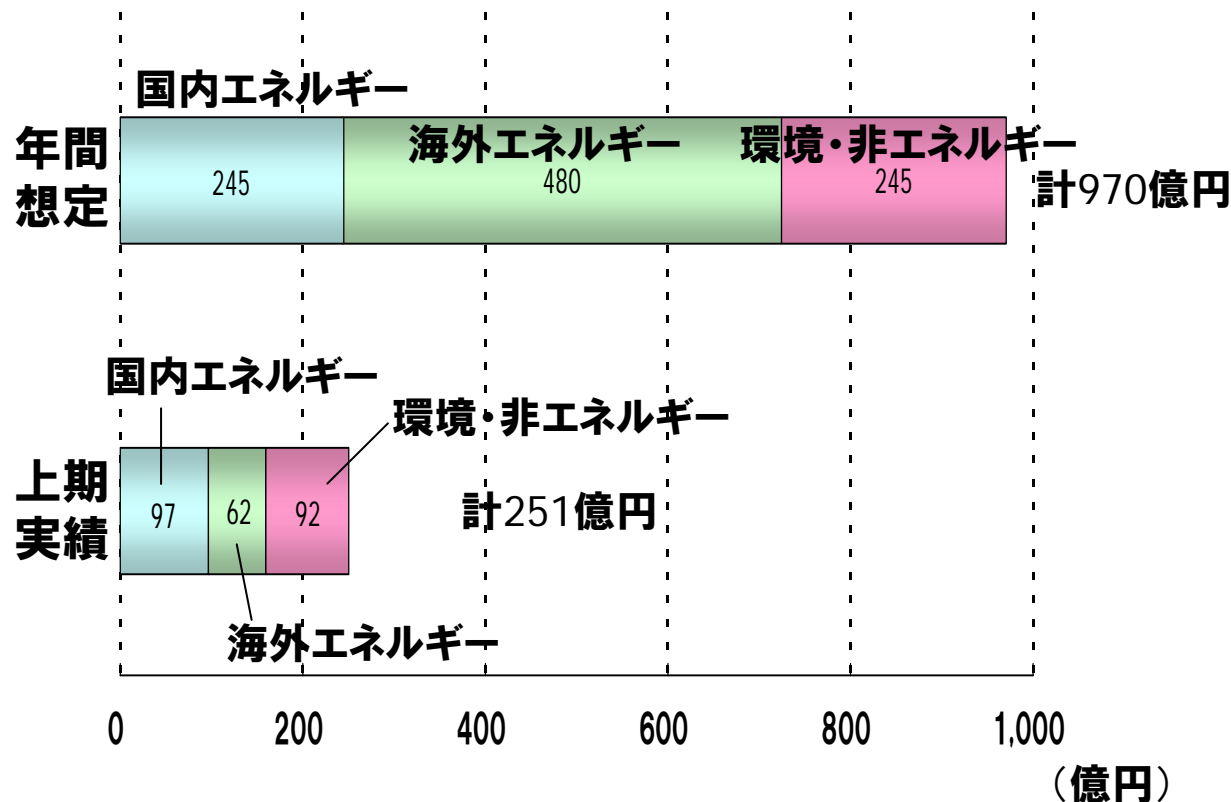 国内エネルギー
年間
想定
海外エネルギー
環境・非エネルギー
245
480
245
計970億円
国内エネルギー
環境・非エネルギー
上期
実績
97
62
92
計251億円
海外エネルギー
0
200
400
600
800
1,000
（億円）